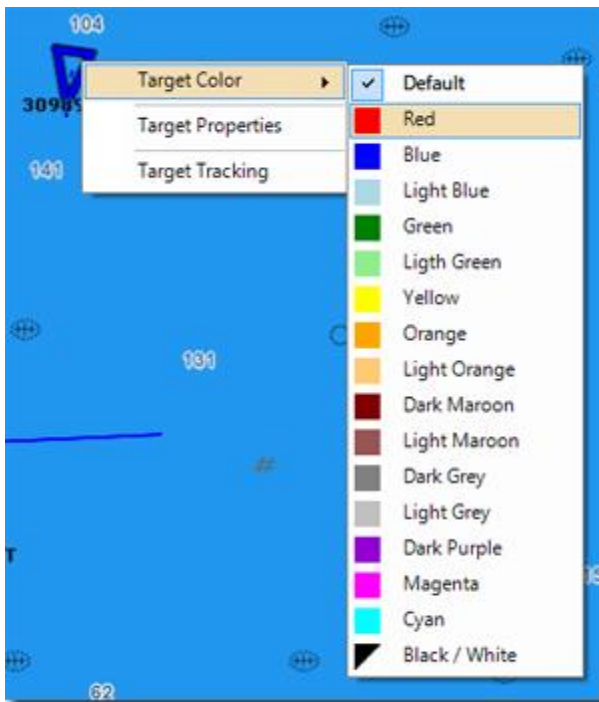 104
Target Color
Default
Red
Target Properties
Blue
141
Target Tracking
Light Blue
Green
Ligth Green
Yellow
Orange
131
Light Orange
Dark Maroon
Light Maroon
Dark Grey
Light Grey
T
Dark Purple
Magenta
Cyan
Black / White
62